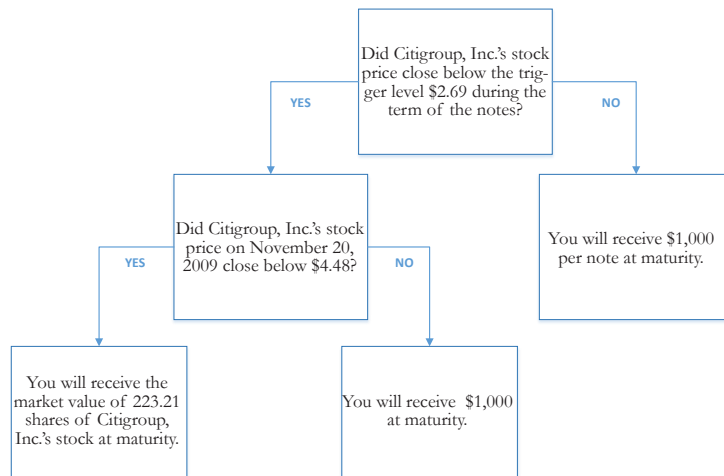 Did Citigroup, Inc.'s stock
price close below the trig-
ger level $2.69 during the
term of the notes?
YES
NO
Did Citigroup, Inc.'s stock
price on November 20,
2009 close below $4.48?
You will receive $1,000
per note at maturity.
YES
NO
You will receive the
market value of 223.21
shares of Citigroup,
Inc.'s stock at maturity.
You will receive  $1,000
at maturity.